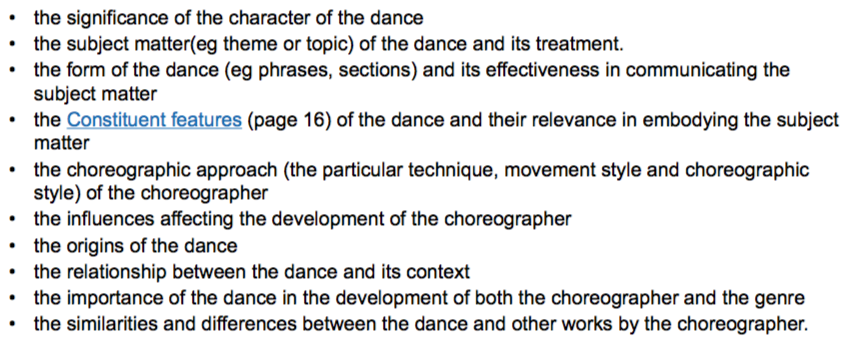 • the significance of the character of the dance
• the subject matter(eg theme or topic) of the dance and its treatment.
• the form of the dance (eg phrases, sections) and its effectiveness in communicating the
subject matter
• the Constituent features (page 16) of the dance and their relevance in embodying the subject
matter
• the choreographic approach (the particular technique, movement style and choreographic
style) of the choreographer
• the influences affecting the development of the choreographer
• the origins of the dance
• the relationship between the dance and its context
• the importance of the dance in the development of both the choreographer and the genre
• the similarities and differences between the dance and other works by the choreographer.